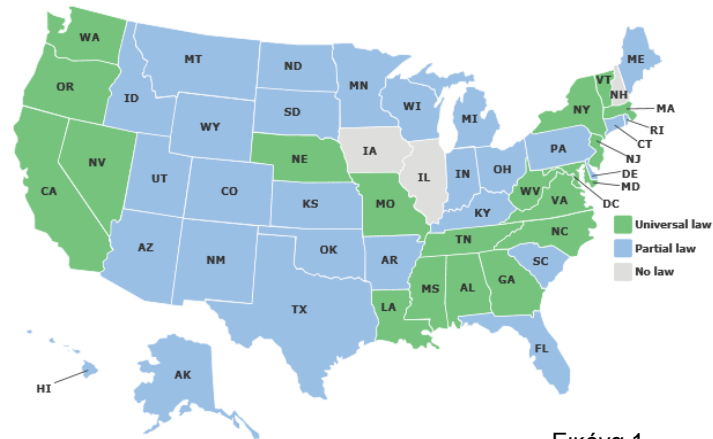 WA
MT
ND
MN
ME
OR
ID
SD
WI
MI
VT
NH
NY
MA
RI
CT
WY
PA
NJ
NV
NE
IA
IL
IN
OH
DE
MD
DC
CA
UT
CO
KS
MO
KY
WV
VA
AZ
NM
OK
AR
TN
NC
SC
TX
LA
MS
AL
GA
FL
AK
HI
Universal law
Partial law
No law
Εικόνα 1